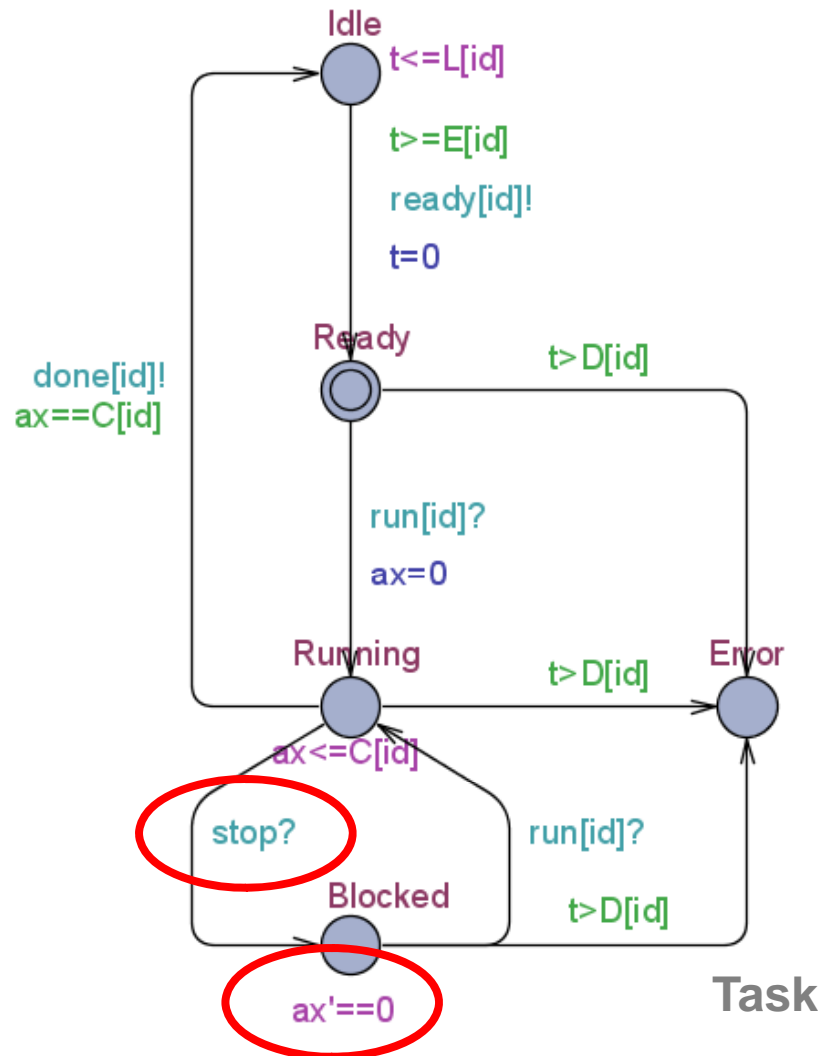 Idle
t<=L[id]
t>=E[id]
ready[id]!
t=0
Ready
t>D[id]
done[id]!
ax==C[id]
run[id]?
ax=0
Running
t>D[id]
Error
ax<=C[id]
stop?
run[id]?
Blocked
t>D[id]
ax'==0
Task